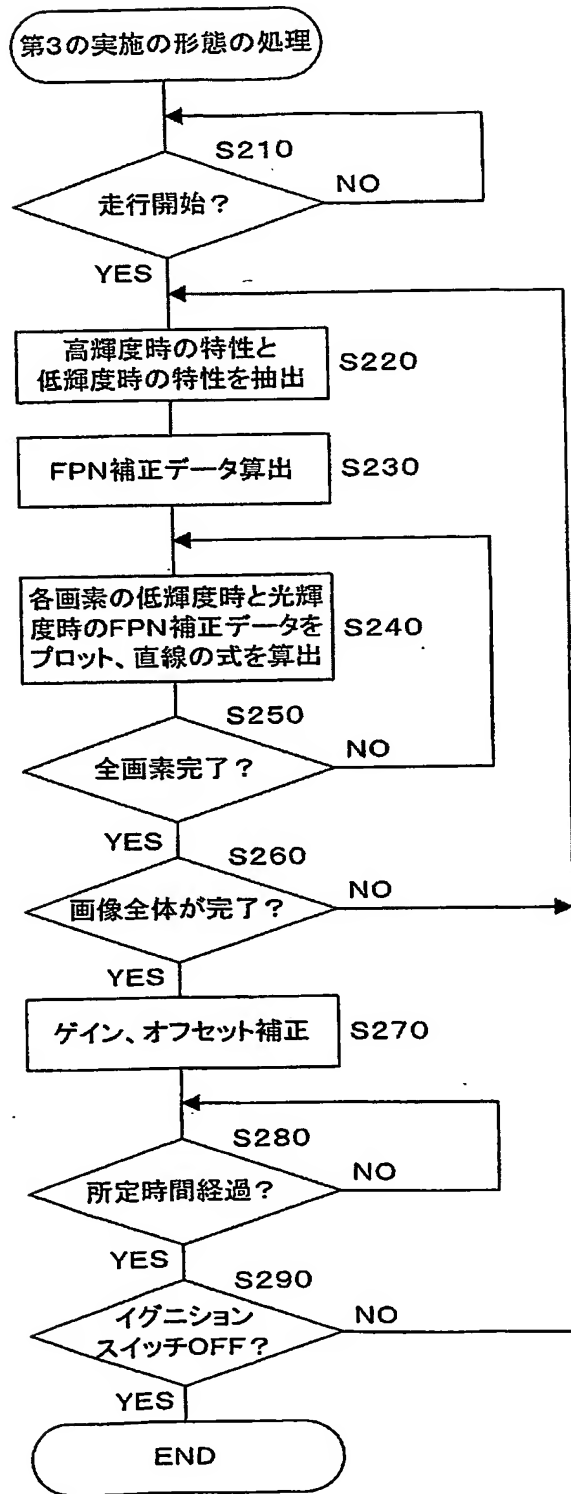 第3の実施の形態の処理
S210
走行開始?
NO
YES
高輝度時の特性と
低輝度時の特性を抽出
S220
FPN補正データ算出
S230
各画素の低輝度時と光輝
度時のFPN補正データを
プロット、直線の式を算出
S240
S250
全画素完了?
NO
YES
S260
画像全体が完了?
NO
YES
ゲイン、オフセット補正
S270
S280
所定時間経過?
NO
YES
S290
イグニション
スイッチOFF?
NO
YES
END